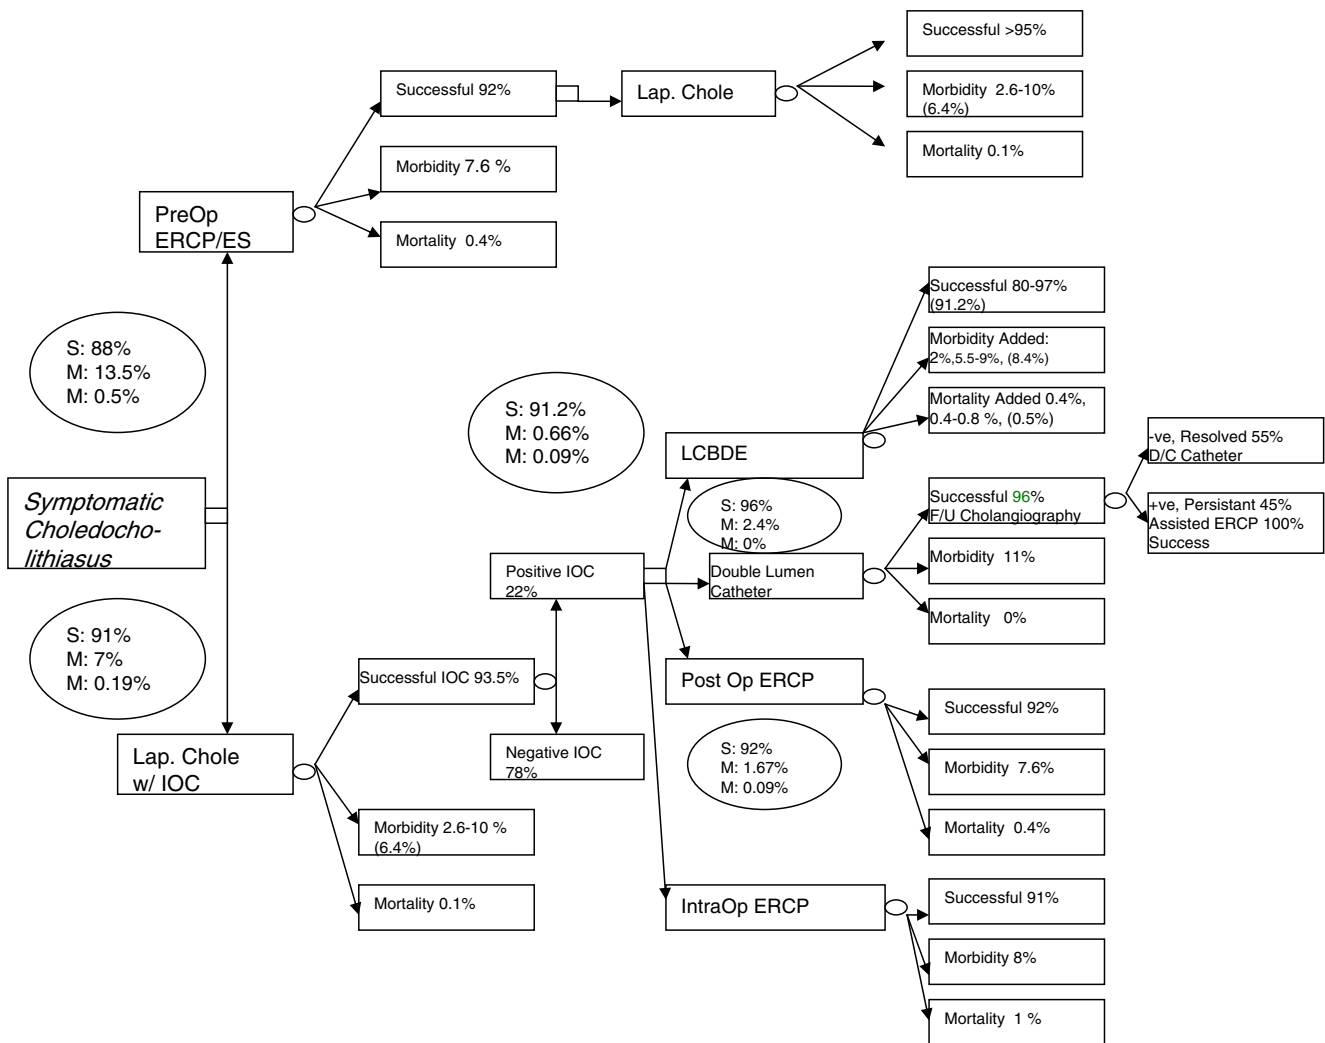 Successful >95%
Successful 92%
Lap. Chole
Morbidity 2.6-10%
(6.4%)
Mortality 0.1%
Morbidity 7.6 %
Mortality 0.4%
PreOp
ERCP/ES
S: 88%
M: 13.5%
M: 0.5%
Symptomatic
Choledocho-
lithiasus
S: 91%
M: 7%
M: 0.19%
Lap. Chole
w/ IOC
Successful IOC 93.5%
Morbidity 2.6-10 %
(6.4%)
Mortality 0.1%
Positive IOC
22%
Negative IOC
78%
S: 91.2%
M: 0.66%
M: 0.09%
LCBDE
Successful 80-97%
(91.2%)
Morbidity Added:
2%,5.5-9%, (8.4%)
Mortality Added 0.4%,
0.4-0.8 %, (0.5%)
S: 96%
M: 2.4%
M: 0%
Double Lumen
Catheter
Successful 96%
F/U Cholangiography
Morbidity 11%
Mortality 0%
-ve, Resolved 55%
D/C Catheter
+ve, Persistant 45%
Assisted ERCP 100%
Success
Post Op ERCP
S: 92%
M: 1.67%
M: 0.09%
Successful 92%
Morbidity 7.6%
Mortality 0.4%
IntraOp ERCP
Successful 91%
Morbidity 8%
Mortality 1 %